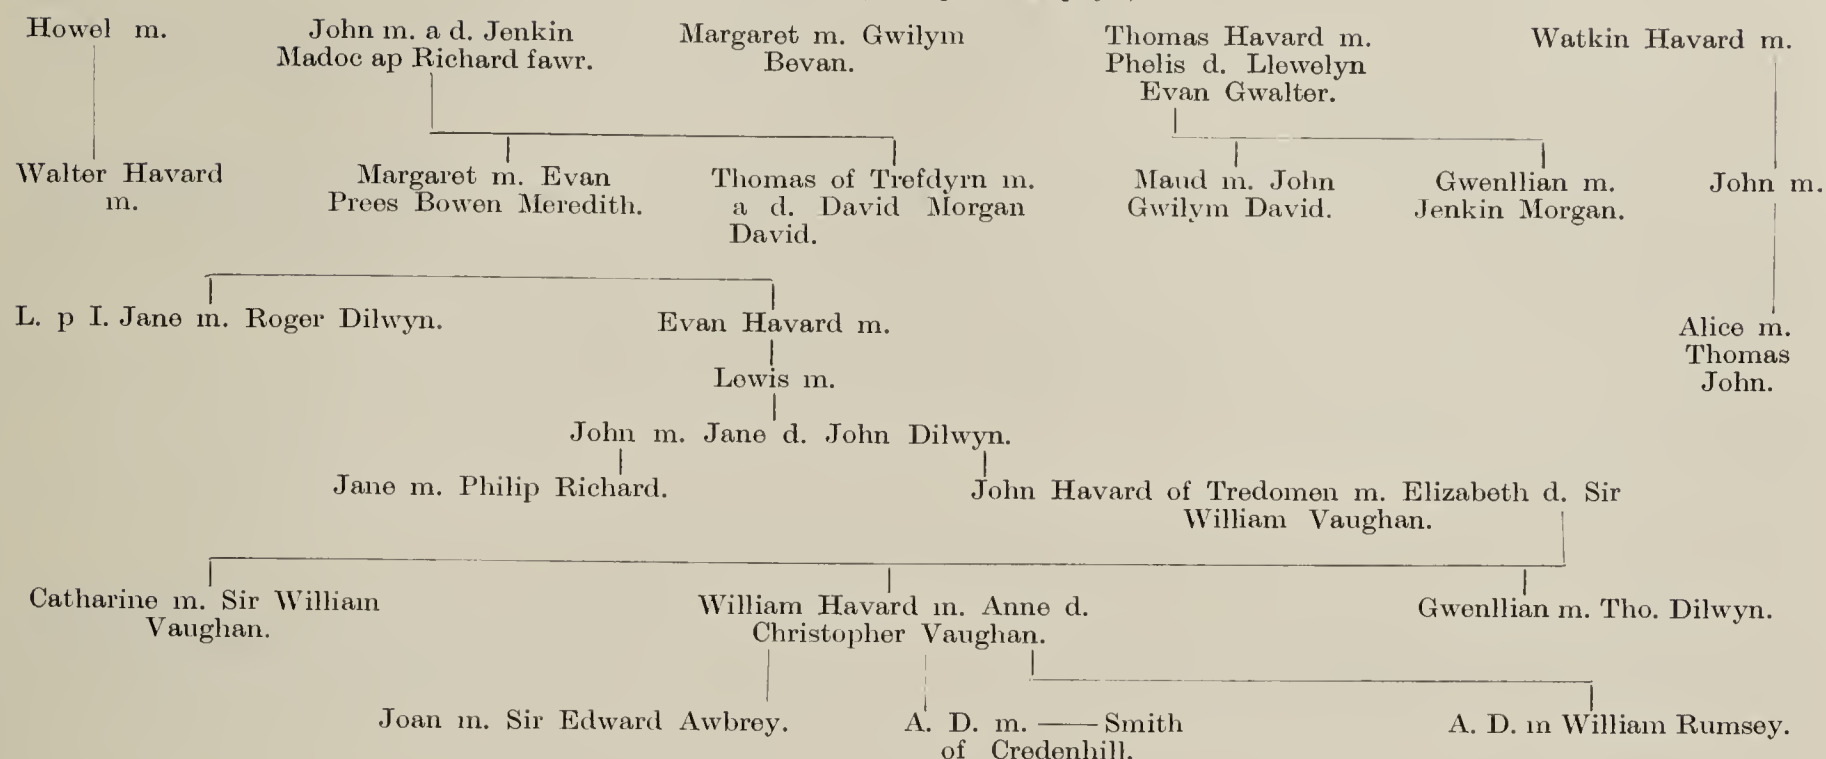 Howel m.
John m. a d. Jenkin
Madoc ap Richard fawr.
Margaret m. Gwilym
Bevan.
Thomas Havard m.
Phelis d. Llewelyn
Evan Gwalter.
Watkin Havard m.
Walter Havard
m.
Margaret m. Evan
Prees Bowen Meredith.
Thomas of Trefdyrn m.
a d. David Morgan
David.
Maud m. John
Gwilym David.
Gwenllian m.
Jenkin Morgan.
John m.
L. p I. Jane m. Roger Dilwyn.
Evan Havard m.
Alice m.
Thomas
John.
Lewis m.
John m. Jane d. John Dilwyn.
Jane m. Philip Richard.
John Havard of Tredomen m. Elizabeth d. Sir
William Vaughan.
Catharine m. Sir William
Vaughan.
William Havard m. Anne d.
Christopher Vaughan.
Gwenllian m. Tho. Dilwyn.
Joan m. Sir Edward Awbrey.
A. D. m. —— Smith
of Credenhill.
A. D. m William Rumsey.